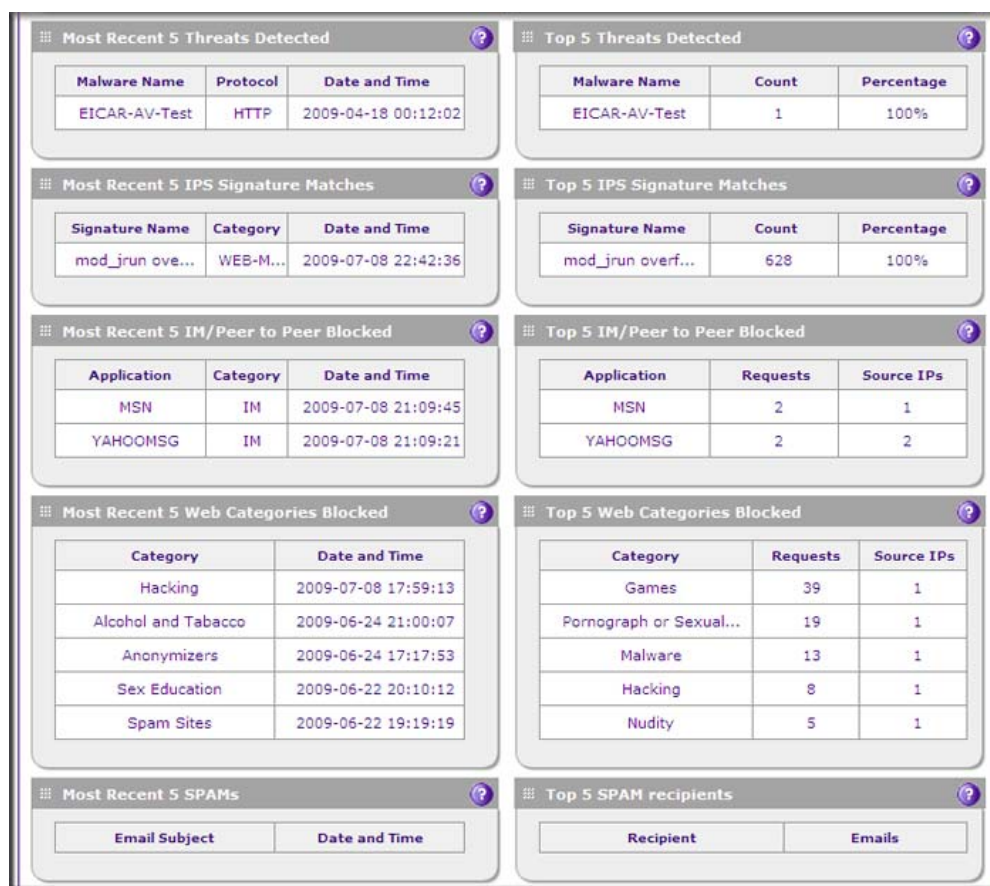 Most Recent 5 Threats Detected
Malware Name Protocol Date and Time
EICAR-AV-Test HTTP 2009-04-18 00:12:02
Top 5 Threats Detected
Malware Name Count Percentage
EICAR-AV-Test 1 100%
Most Recent 5 IPS Signature Matches
Signature Name Category Date and Time
mod_jrun ove... WEB-M... 2009-07-08 22:42:36
Top 5 IPS Signature Matches
Signature Name Count Percentage
mod_jrun overf... 628 100%
Most Recent 5 IM/Peer to Peer Blocked
Application Category Date and Time
MSN IM 2009-07-08 21:09:45
YAHOOMSG IM 2009-07-08 21:09:21
Top 5 IM/Peer to Peer Blocked
Application Requests Source IPs
MSN 2 1
YAHOOMSG 2 2
Most Recent 5 Web Categories Blocked
Category Date and Time
Hacking 2009-07-08 17:59:13
Alcohol and Tabacco 2009-06-24 21:00:07
Anonymizers 2009-06-24 17:17:53
Sex Education 2009-06-22 20:10:12
Spam Sites 2009-06-22 19:19:19
Top 5 Web Categories Blocked
Category Requests Source IPs
Games 39 1
Pornograph or Sexual... 19 1
Malware 13 1
Hacking 8 1
Nudity 5 1
Most Recent 5 SPAMs
Email Subject Date and Time
Top 5 SPAM recipients
Recipient Emails